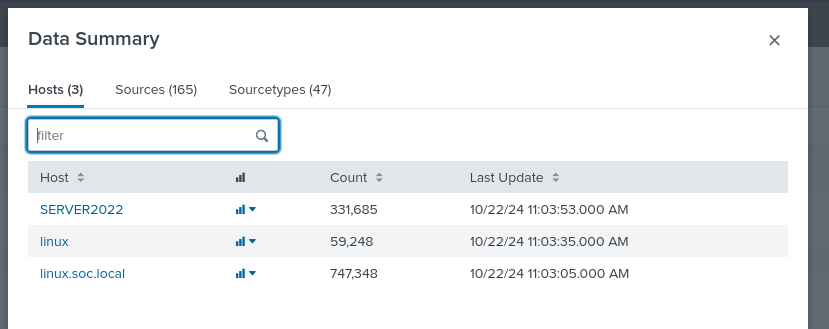 Data Summary
Hosts (3) Sources (165) Sourcetypes (47)
filter
Host Count Last Update
SERVER2022 331,685 10/22/24 11:03:53.000 AM
linux 59,248 10/22/24 11:03:35.000 AM
linux.soc.local 747,348 10/22/24 11:03:05.000 AM